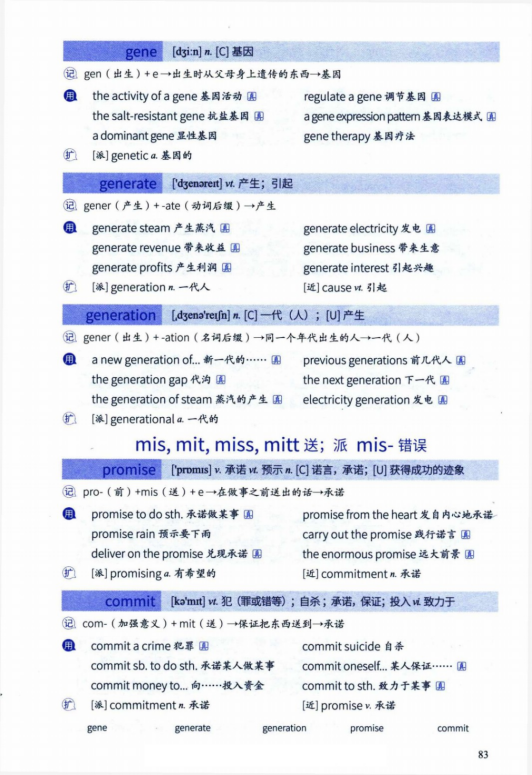 gene [dʒiːn] n. [C] 基因
记 gen（出生）+ e→出生时从父母身上遗传的东西→基因
用 the activity of a gene 基因活动 真 regulate a gene 调节基因 真
the salt-resistant gene 抗盐基因 真 a gene expression pattern 基因表达模式 真
a dominant gene 显性基因 gene therapy 基因疗法
扩 [派] genetic a. 基因的
generate ['dʒenəreɪt] vt. 产生；引起
记 gener（产生）+ -ate（动词后缀）→产生
用 generate steam 产生蒸汽 真 generate electricity 发电 真
generate revenue 带来收益 真 generate business 带来生意
generate profits 产生利润 真 generate interest 引起兴趣
扩 [派] generation n. 一代人 [近] cause vt. 引起
generation [ˌdʒenə'reɪʃn] n. [C] 一代（人）；[U] 产生
记 gener（出生）+ -ation（名词后缀）→同一个年代出生的人→一代（人）
用 a new generation of... 新一代的…… 真 previous generations 前几代人 真
the generation gap 代沟 真 the next generation 下一代 真
the generation of steam 蒸汽的产生 真 electricity generation 发电 真
扩 [派] generational a. 一代的
mis, mit, miss, mitt 送；派 mis- 错误
promise ['prɒmɪs] v. 承诺 vt. 预示 n. [C] 诺言，承诺；[U] 获得成功的迹象
记 pro-（前）+mis（送）+ e→在做事之前送出的话→承诺
用 promise to do sth. 承诺做某事 真 promise from the heart 发自内心地承诺
promise rain 预示要下雨 carry out the promise 践行诺言 真
deliver on the promise 兑现承诺 真 the enormous promise 远大前景 真
扩 [派] promising a. 有希望的 [近] commitment n. 承诺
commit [kə'mɪt] vt. 犯（罪或错等）；自杀；承诺，保证；投入 vi. 致力于
记 com-（加强意义）+ mit（送）→保证把东西送到→承诺
用 commit a crime 犯罪 真 commit suicide 自杀
commit sb. to do sth. 承诺某人做某事 commit oneself... 某人保证…… 真
commit money to... 向……投入资金 commit to sth. 致力于某事 真
扩 [派] commitment n. 承诺 [近] promise v. 承诺
gene generate generation promise commit
83